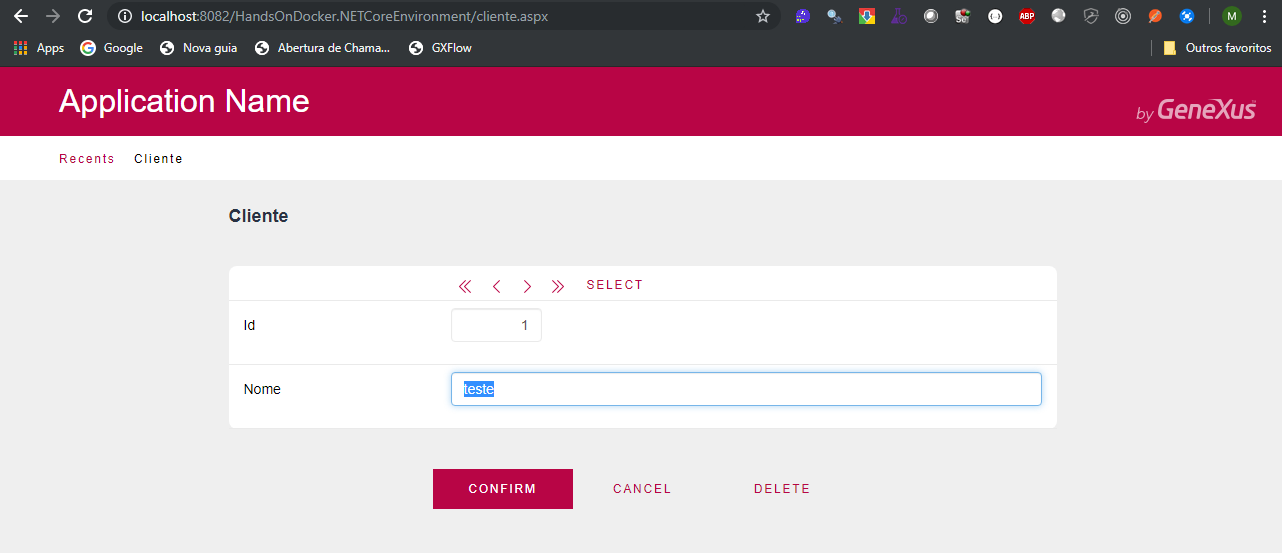 localhost:8082/HandsOnDocker.NETCoreEnvironment/cliente.aspx
ABP M
Apps Google Nova guia Abertura de Chama... GXFlow Outros favoritos
Application Name
by GeneXus
Recents Cliente
Cliente
SELECT
Id 1
Nome teste
CONFIRM CANCEL DELETE